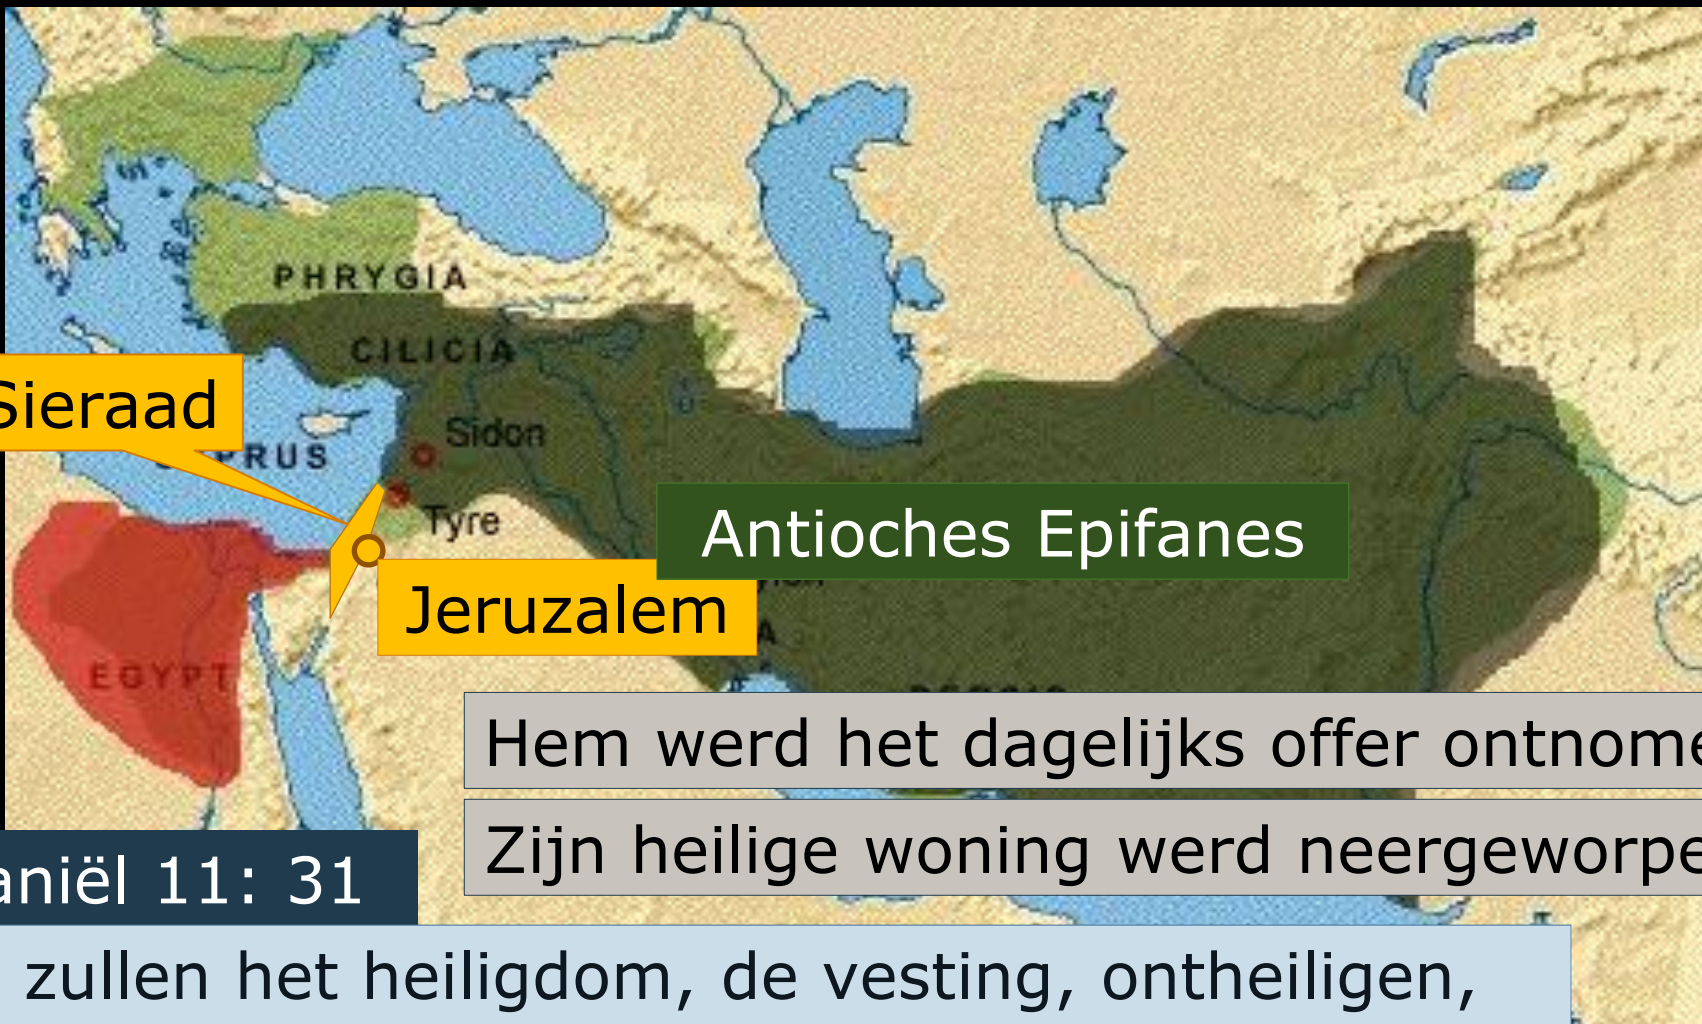 PHRYGIA
CILICIA
Sieraad
Sidon
RUS
Tyre
Antioches Epifanes
Jeruzalem
EGYPT
Hem werd het dagelijks offer ontnome
Zijn heilige woning werd neergeworpe
aniël 11: 31
zullen het heiligdom, de vesting, ontheiligen,